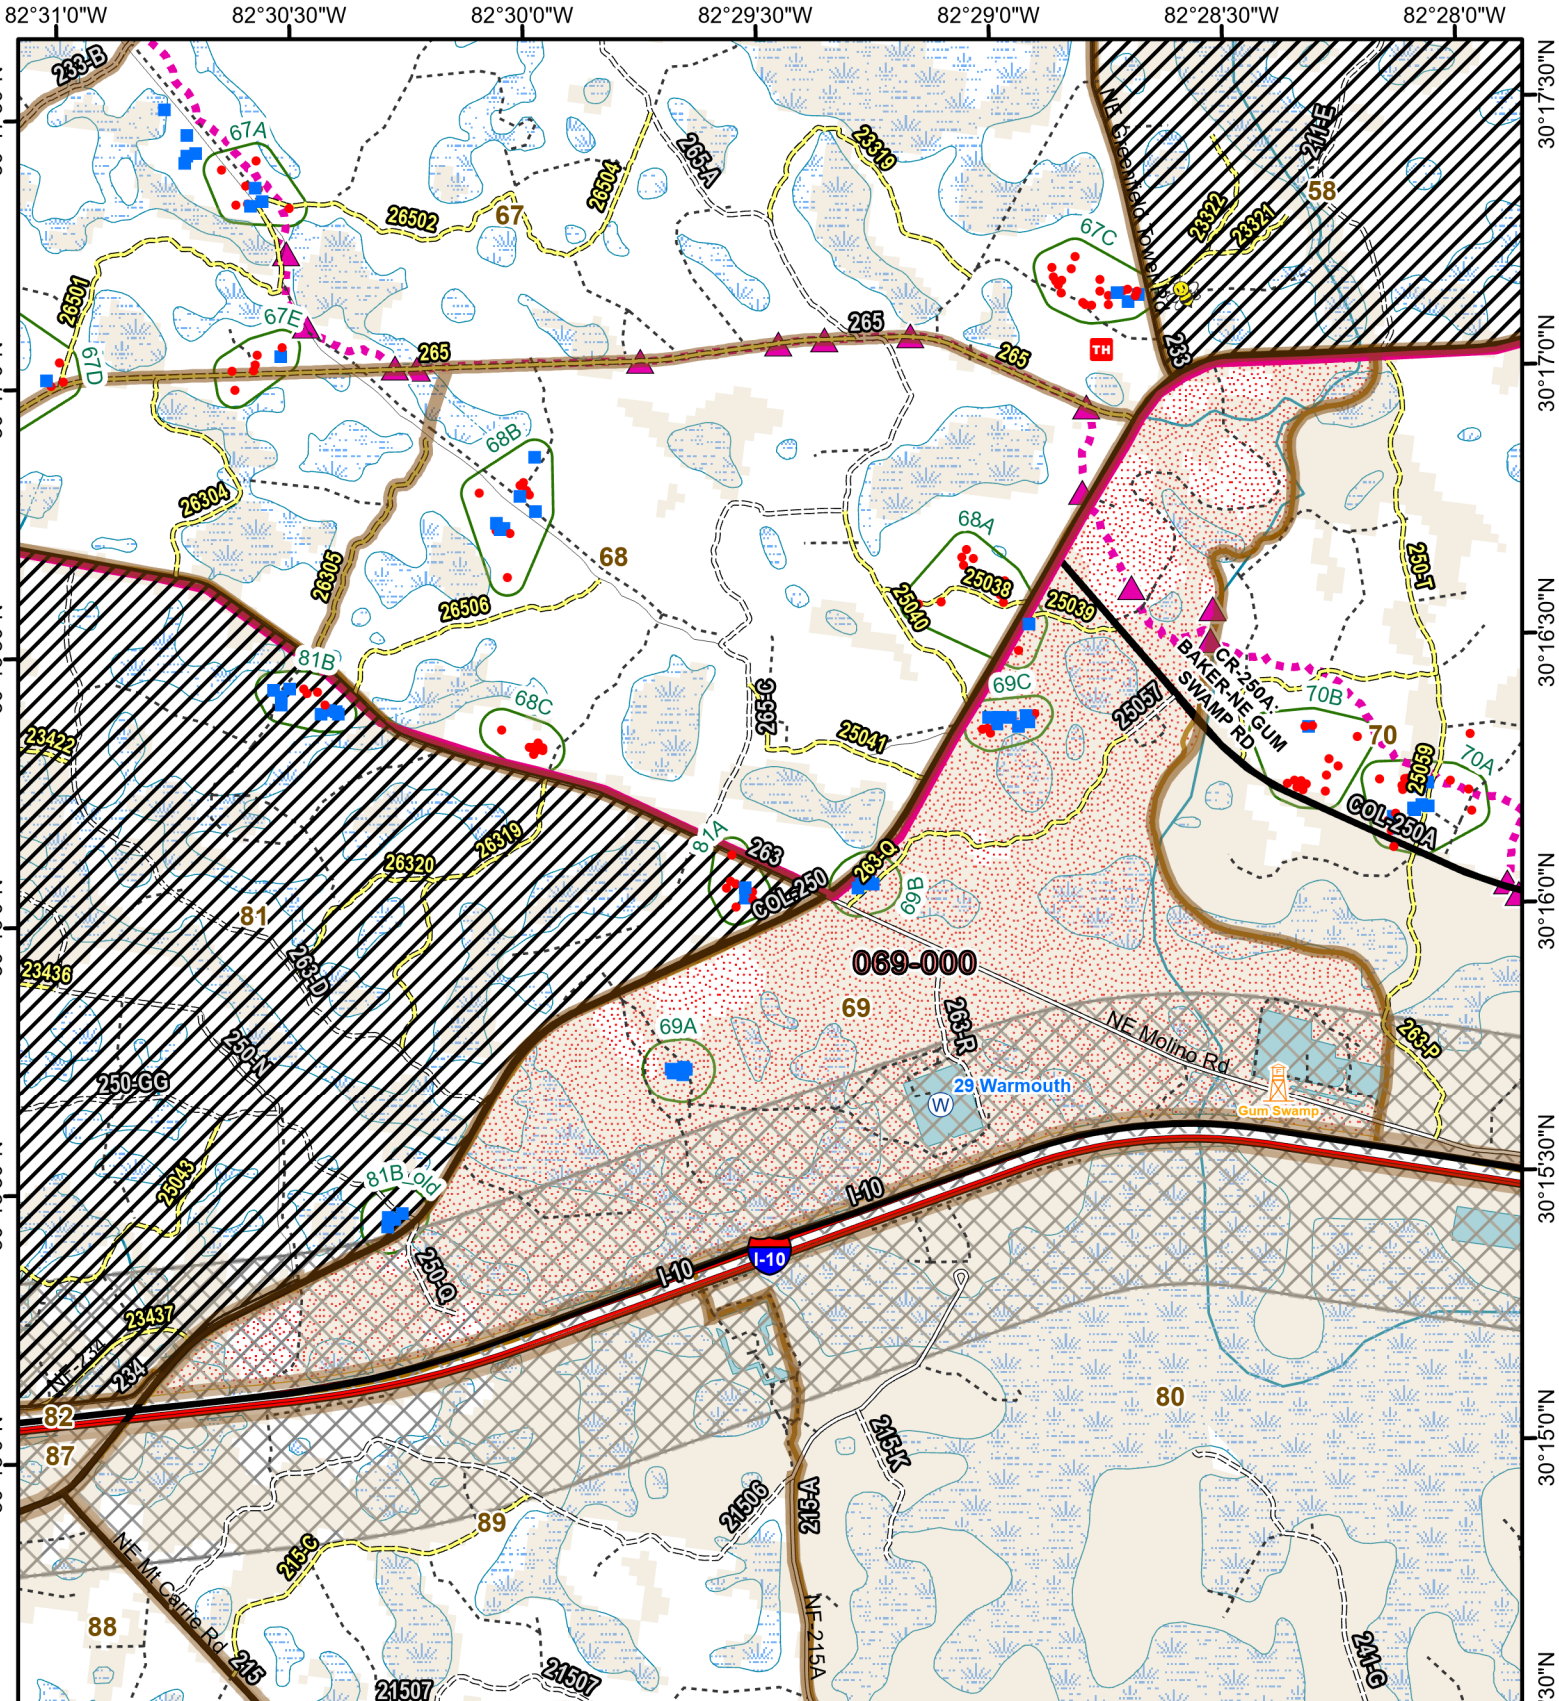 82°31'0"W
82°30'30"W
82°30'0"W
82°29'30"W
82°29'0"W
82°28'30"W
82°28'0"W
233-B
67A
26502
67
26504
265-A
23319
NA Greenfield Tower Rd
211-E
58
23322
23321
30°17'30"N
67C
26501
67E
67D
265
265
265
TH
253
30°17'0"N
68B
26304
26305
68
26506
68A
25038
25039
25040
250-T
30°16'30"N
81B
68C
265-C
25041
69C
25057
CR-250A:
BAKER-NE GUM
SWAMP RD
70B
70
70A
25059
COL-250A
23422
26320
26319
81A
263
COL-250
263-Q
69B
30°16'0"N
81
263-D
23436
069-000
69
263-R
250-N
250-GG
69A
NE Molino Rd
263-P
29 Warmouth
W
Gum Swamp
25043
81B_old
250-Q
30°15'30"N
I-10
I-10
I-10
23437
234
82
87
80
215-K
30°15'0"N
21506
215-A
89
215-C
NE Mt Carrie Rd
88
215
NF-215A
21507
21507
241-G
30"N